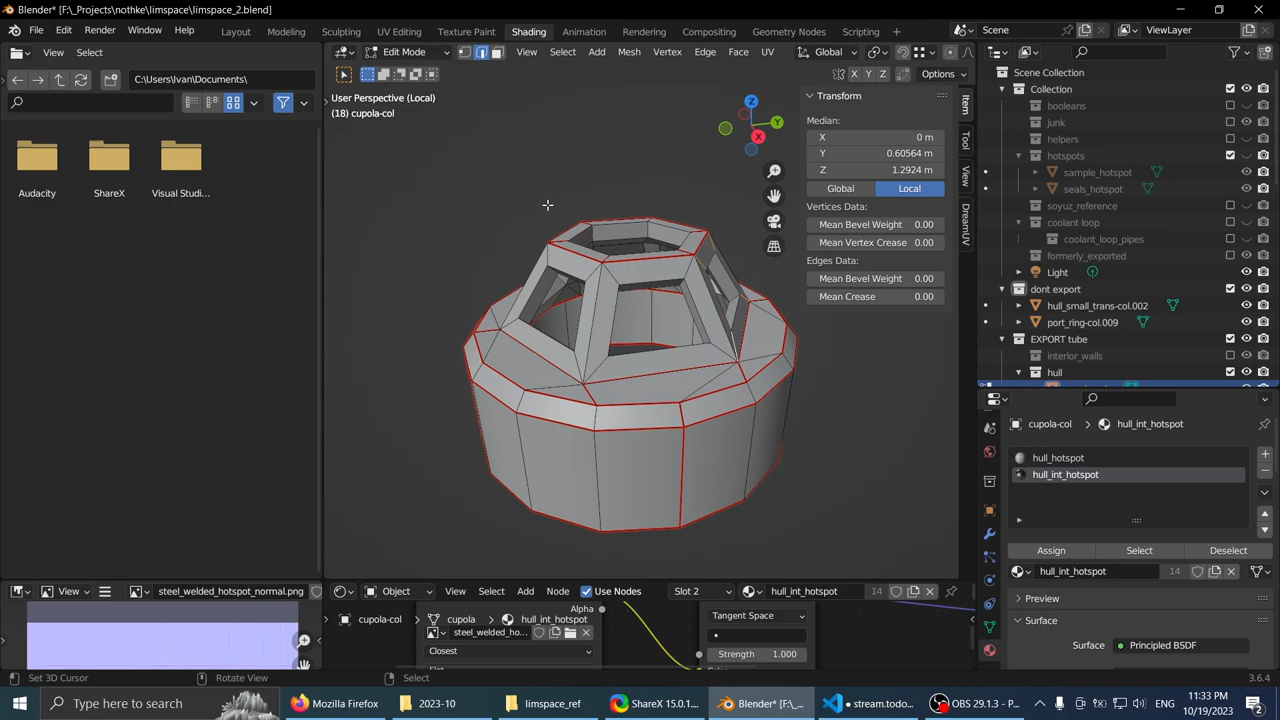 Blender* [F:\_Projects\nothke\limspace\limspace_2.blend]
File Edit Render Window Help Layout Modeling Sculpting UV Editing Texture Paint Shading Animation Rendering Compositing Geometry Nodes Scripting Scene ViewLayer
View Select
Edit Mode View Select Add Mesh Vertex Edge Face UV Global
C:\Users\Ivan\Documents\
X Y Z Options
Audacity ShareX Visual Studi...
User Perspective (Local)
(18) cupola-col
Z Y X
Transform
Median:
X 0 m
Y 0.60564 m
Z 1.2924 m
Global Local
Vertices Data:
Mean Bevel Weight 0.00
Mean Vertex Crease 0.00
Edges Data:
Mean Bevel Weight 0.00
Mean Crease 0.00
Item
Tool
View
DreamUV
Scene Collection
Collection
booleans
junk
helpers
hotspots
sample_hotspot
seals_hotspot
soyuz_reference
coolant loop
coolant_loop_pipes
formerly_exported
Light
dont export
hull_small_trans-col.002
port_ring-col.009
EXPORT tube
interior_walls
hull
cupola-col > hull_int_hotspot
hull_hotspot
hull_int_hotspot
Assign Select Deselect
hull_int_hotspot 14
Preview
Surface
Surface Principled BSDF
View steel_welded_hotspot_normal.png
Object View Select Add Node Use Nodes Slot 2 hull_int_hotspot 14
cupola-col > cupola > hull_int_hotspot
Alpha
steel_welded_ho...
Closest
Flat
Tangent Space
Strength 1.000
Color
Set 3D Cursor Rotate View Select 3.6.4
Type here to search
Mozilla Firefox
2023-10
limspace_ref
ShareX 15.0.1...
Blender* [F:\_...
● stream.todo...
OBS 29.1.3 - P...
ENG
11:33 PM
10/19/2023
2